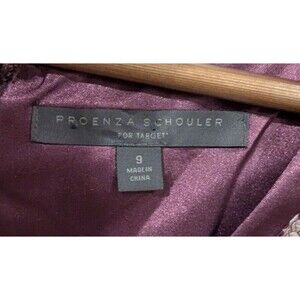 PROENZA SCHOULER
FOR TARGET®
9
MADE IN
CHINA